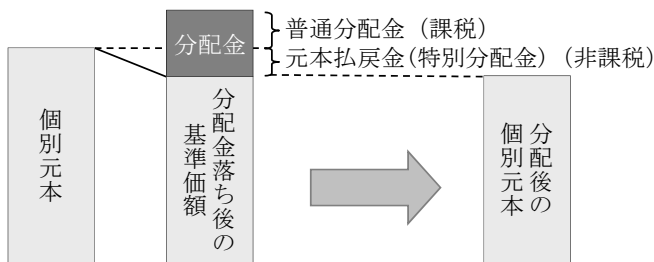 分配金
普通分配金（課税）
元本払戻金（特別分配金）（非課税）
個別元本
分配金落ち後の
基準価額
分配後の
個別元本